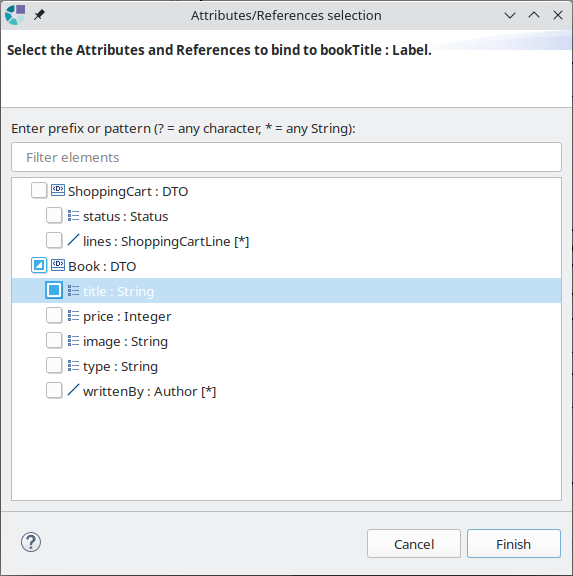 Attributes/References selection
Select the Attributes and References to bind to bookTitle : Label.
Enter prefix or pattern (? = any character, * = any String):
Filter elements
ShoppingCart : DTO
status : Status
lines : ShoppingCartLine [*]
Book : DTO
title : String
price : Integer
image : String
type : String
writtenBy : Author [*]
Cancel
Finish